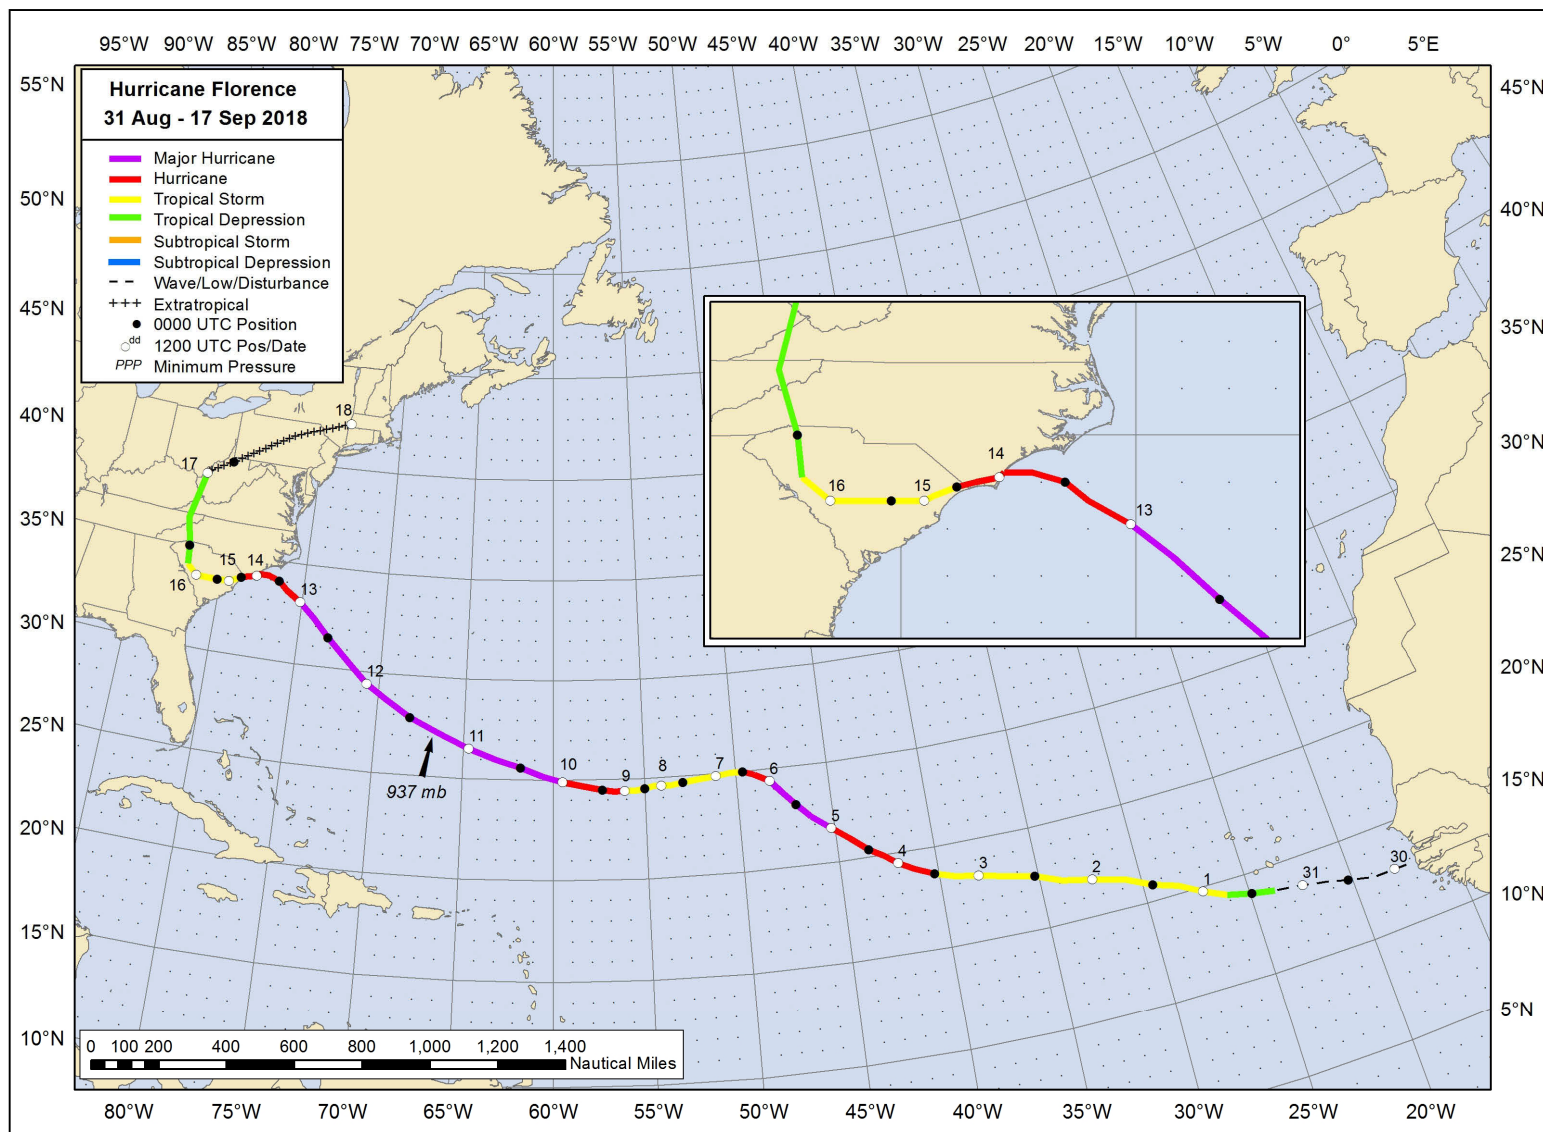 95°W 90°W 85°W 80°W 75°W 70°W 65°W 60°W 55°W 50°W 45°W 40°W 35°W 30°W 25°W 20°W 15°W 10°W 5°W 0° 5°E
55°N
50°N
45°N
40°N
35°N
30°N
25°N
20°N
15°N
10°N
Hurricane Florence
31 Aug - 17 Sep 2018
Major Hurricane
Hurricane
Tropical Storm
Tropical Depression
Subtropical Storm
Subtropical Depression
Wave/Low/Disturbance
+++ Extratropical
0000 UTC Position
dd 1200 UTC Pos/Date
PPP Minimum Pressure
18
17
16
15
14
13
12
11
10
9
8
7
6
5
4
3
2
1
31
30
937 mb
16
15
14
13
45°N
40°N
35°N
30°N
25°N
20°N
15°N
10°N
5°N
0 100 200 400 600 800 1,000 1,200 1,400
Nautical Miles
80°W 75°W 70°W 65°W 60°W 55°W 50°W 45°W 40°W 35°W 30°W 25°W 20°W